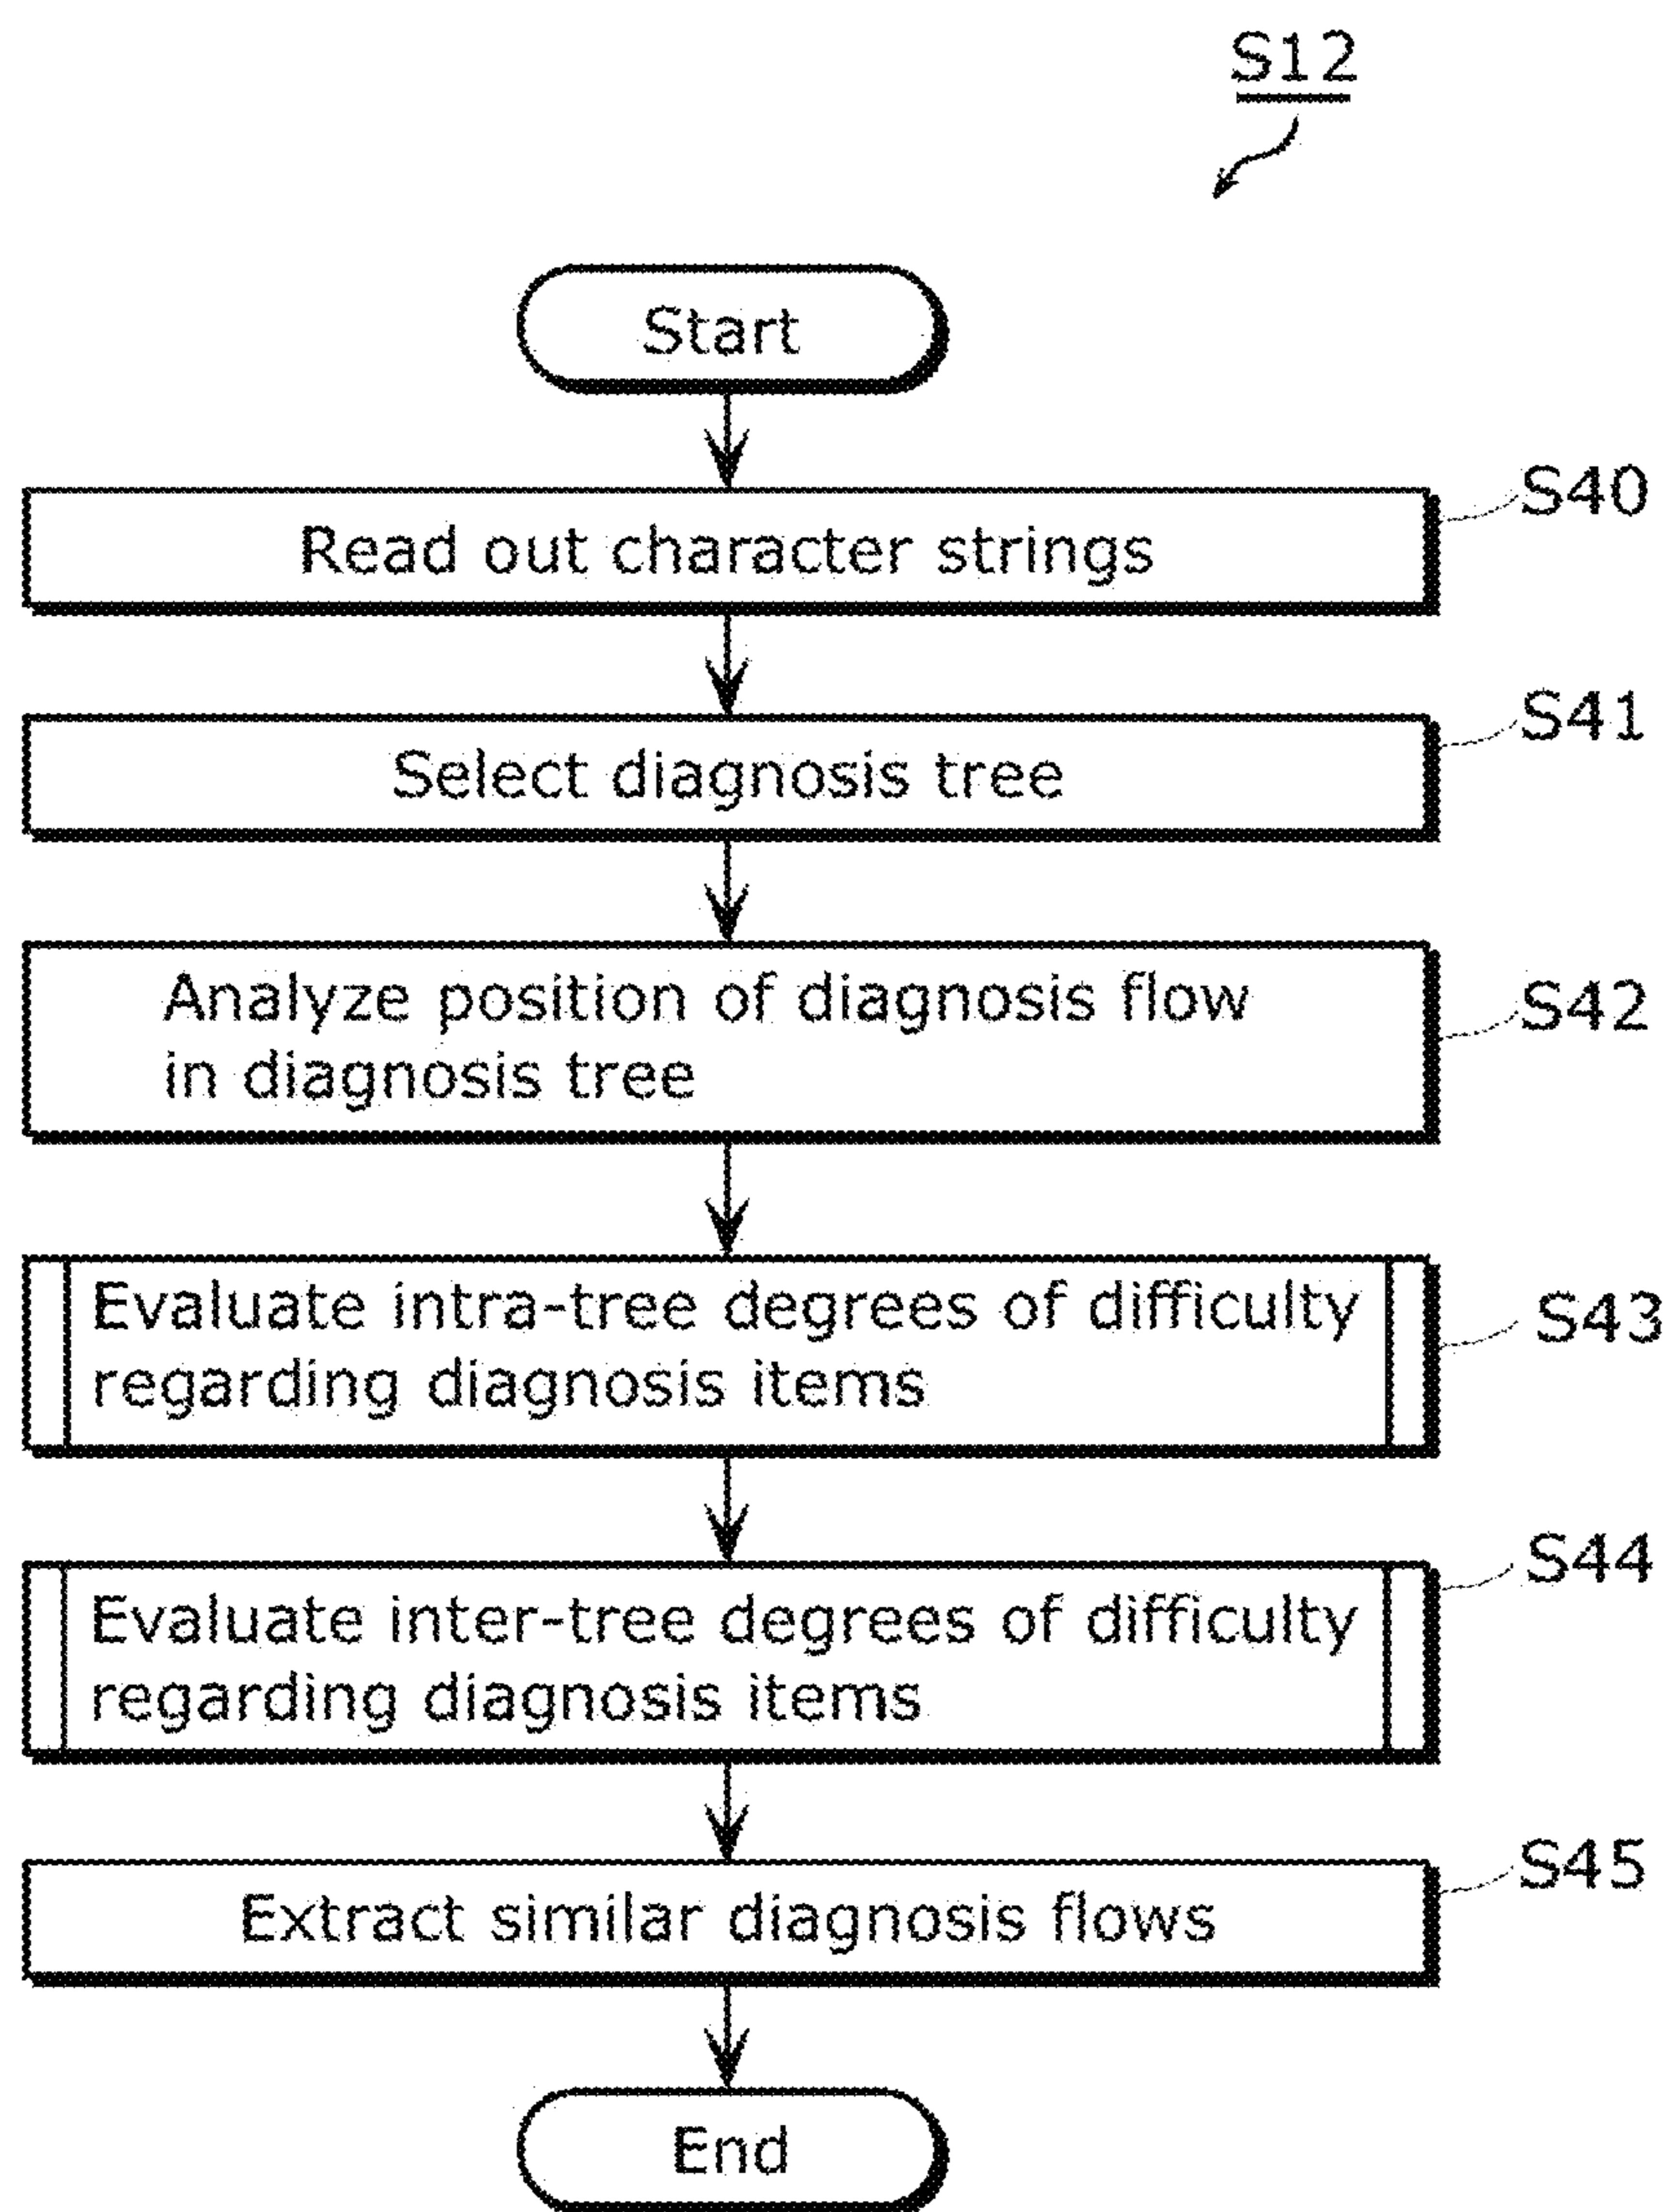 S12
Start
S40
Read out character strings
S41
Select diagnosis tree
Analyze position of diagnosis flow
S42
in diagnosis tree
Evaluate intra-tree degrees of difficulty
S43
regarding diagnosis items
S44
Evaluate inter-tree degrees of difficulty
regarding diagnosis items
S45
Extract similar diagnosis flows
End